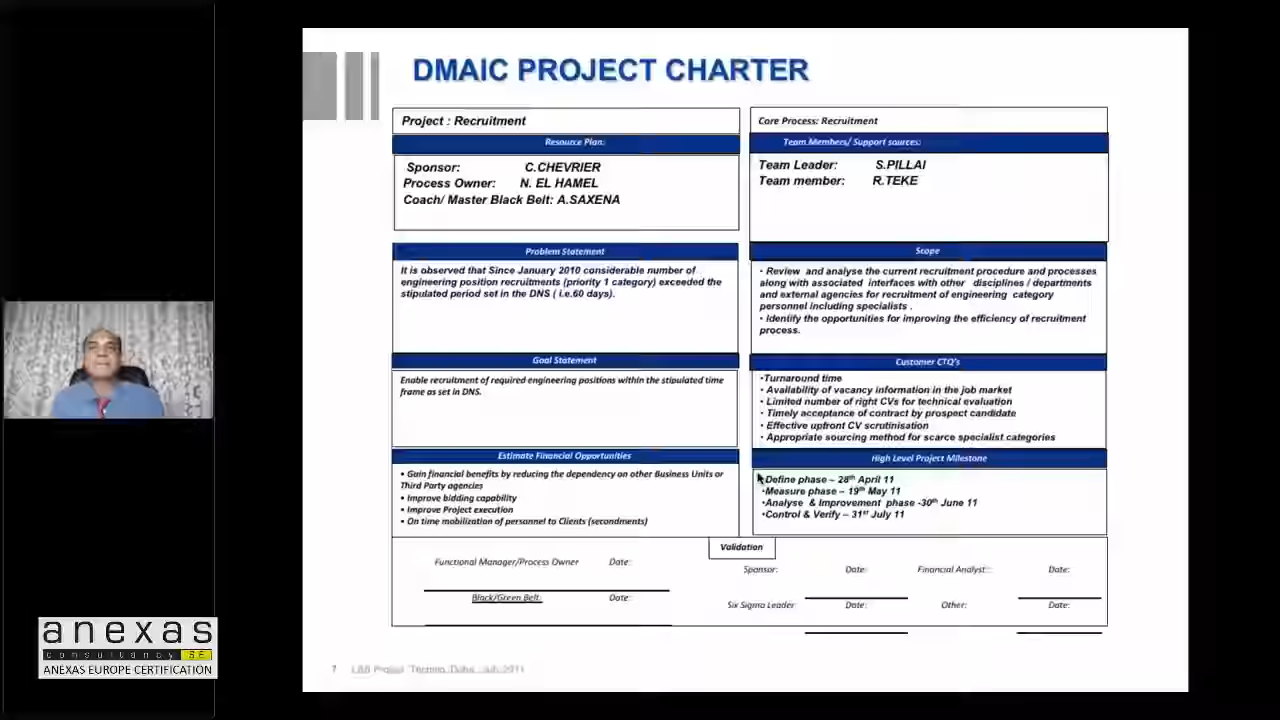 DMAIC PROJECT CHARTER
Project : Recruitment
Resource Plan:
Sponsor: C.CHEVRIER
Process Owner: N. EL HAMEL
Coach/ Master Black Belt: A.SAXENA
Core Process: Recruitment
Team Members/ Support sources:
Team Leader: S.PILLAI
Team member: R.TEKE
Problem Statement
It is observed that Since January 2010 considerable number of
engineering position recruitments (priority 1 category) exceeded the
stipulated period set in the DNS ( i.e.60 days).
Scope
• Review and analyse the current recruitment procedure and processes
along with associated interfaces with other disciplines / departments
and external agencies for recruitment of engineering category
personnel including specialists .
• Identify the opportunities for improving the efficiency of recruitment
process.
Goal Statement
Enable recruitment of required engineering positions within the stipulated time
frame as set in DNS.
Customer CTQ's
•Turnaround time
• Availability of vacancy information in the job market
• Limited number of right CVs for technical evaluation
• Timely acceptance of contract by prospect candidate
• Effective upfront CV scrutinisation
• Appropriate sourcing method for scarce specialist categories
Estimate Financial Opportunities
• Gain financial benefits by reducing the dependency on other Business Units or
Third Party agencies
• Improve bidding capability
• Improve Project execution
• On time mobilization of personnel to Clients (secondments)
High Level Project Milestone
•Define phase – 28th April 11
•Measure phase – 19th May 11
•Analyse & Improvement phase -30th June 11
•Control & Verify – 31st July 11
Validation
Functional Manager/Process Owner Date:
Black/Green Belt: Date:
Sponsor: Date: Financial Analyst: Date:
Six Sigma Leader Date: Other: Date:
7 Project
anexas
consultancy
ANEXAS EUROPE CERTIFICATION